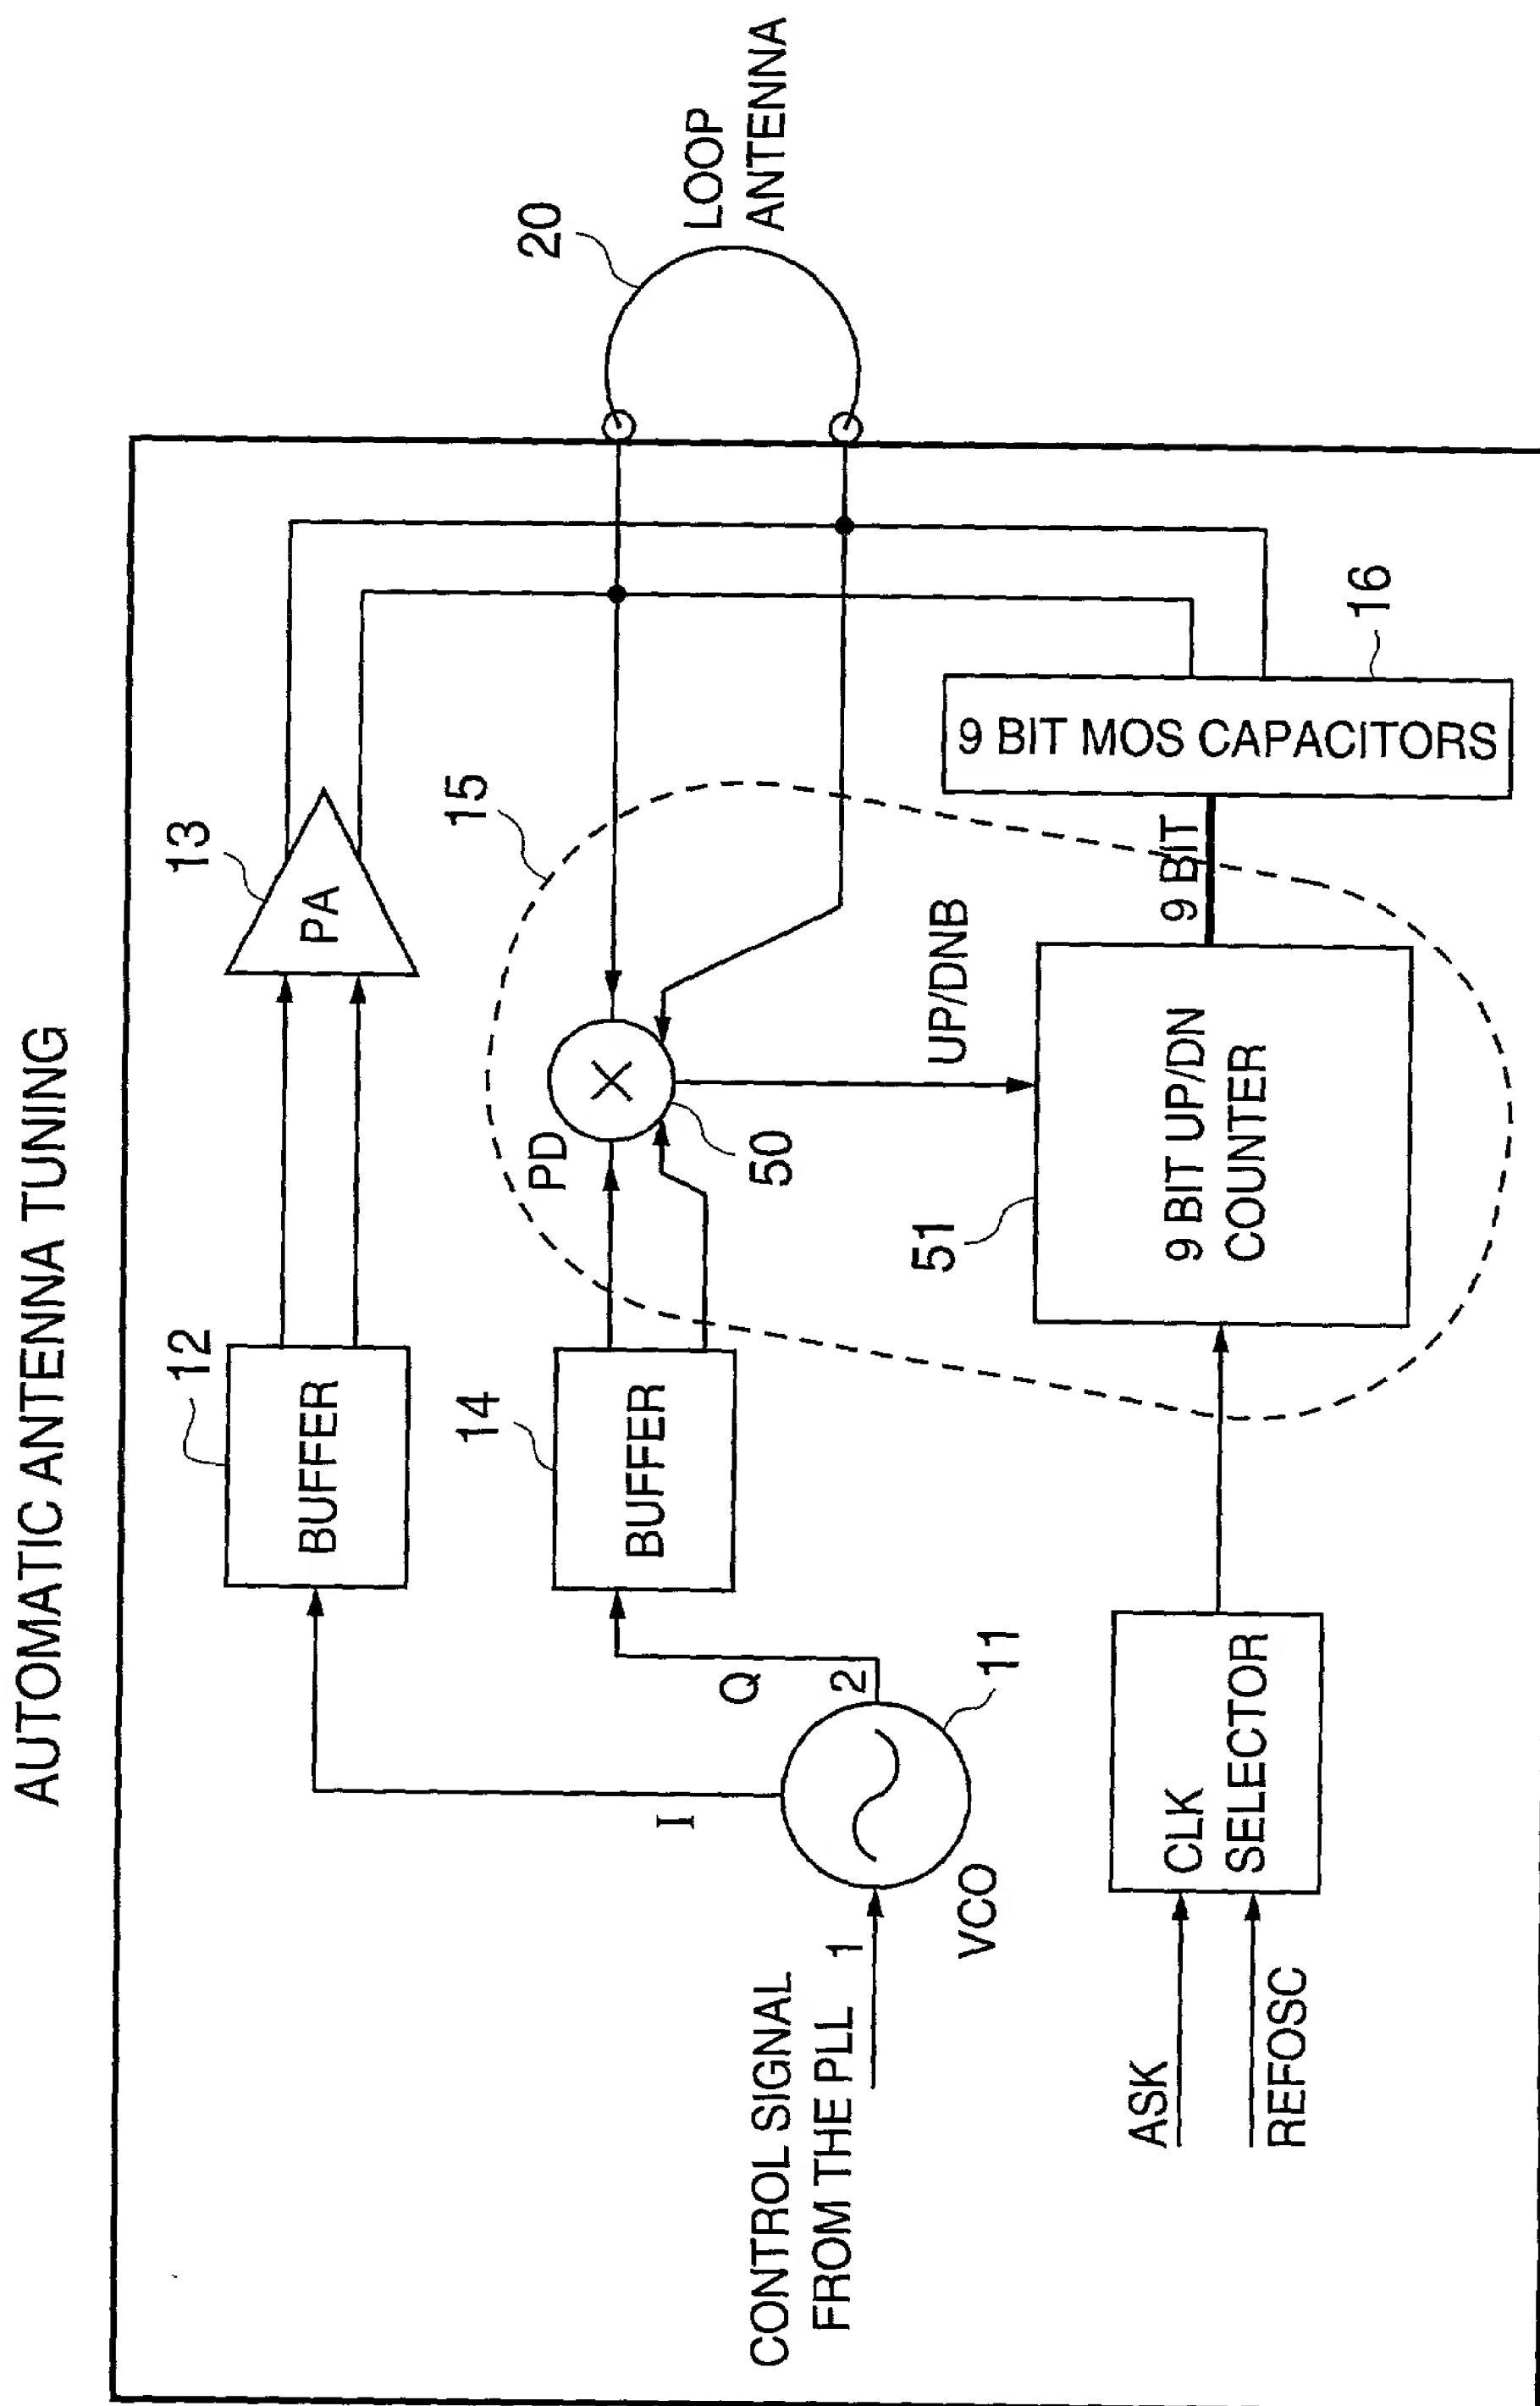 AUTOMATIC ANTENNA TUNING
12
13
BUFFER
PA
20
LOOP
ANTENNA
15
14
PD
BUFFER
50
I
Q
2
11
VCO
CONTROL SIGNAL
FROM THE PLL
1
UP/DNB
51
9 BIT UP/DN
COUNTER
9 BIT
9 BIT MOS CAPACITORS
16
ASK
REFOSC
CLK
SELECTOR